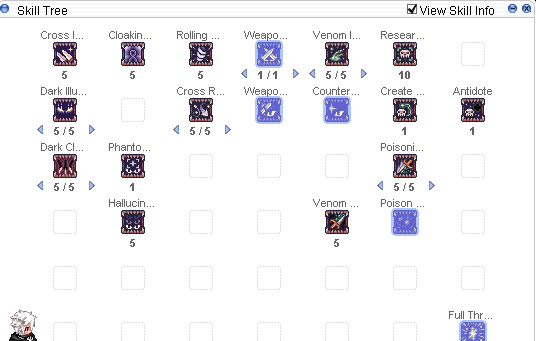 Skill Tree View Skill Info
Cross I... Cloakin... Rolling ... Weapo... Venom I... Resear...
5 5 5 1 / 1 5 / 5 10
Dark Illu... Cross R... Weapo... Counter... Create ... Antidote
5 / 5 5 / 5 1 1
Dark Cl... Phanto... Poisoni...
5 / 5 1 5 / 5
Hallucin... Venom ... Poison ...
5 5
Full Thr...